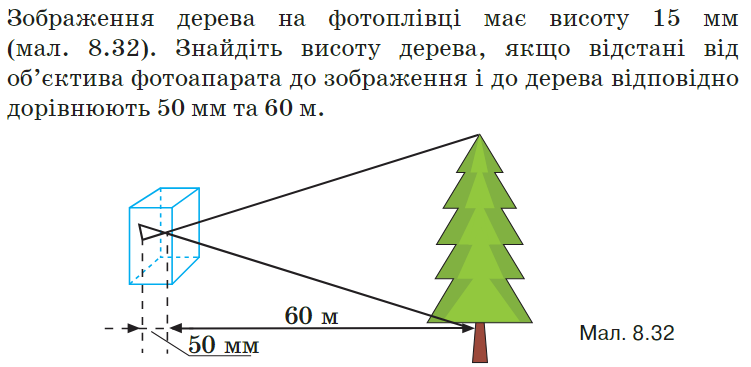 Зображення дерева на фотоплівці має висоту 15 мм
(мал. 8.32). Знайдіть висоту дерева, якщо відстані від
об’єктива фотоапарата до зображення і до дерева відповідно
дорівнюють 50 мм та 60 м.
60 м
50 мм
Мал. 8.32